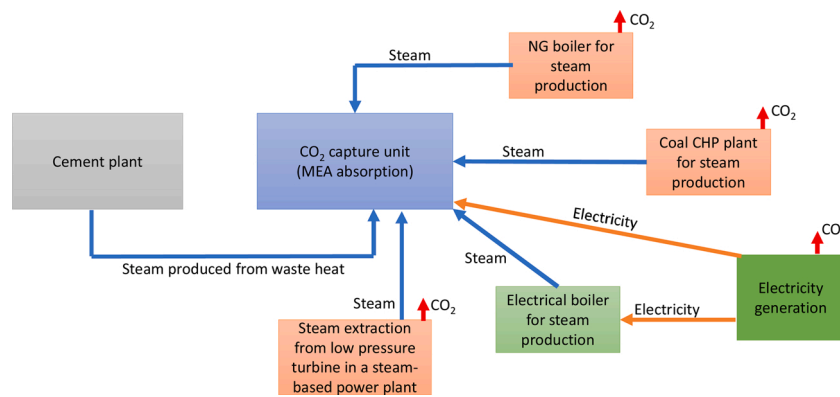 CO₂
Steam
NG boiler for
steam
production
CO₂
Coal CHP plant
for steam
production
Steam
Cement plant
CO₂ capture unit
(MEA absorption)
Electricity
CO
Steam
Steam produced from waste heat
Electricity
generation
Electrical boiler
for steam
production
Electricity
Steam
CO₂
Steam extraction
from low pressure
turbine in a steam-
based power plant